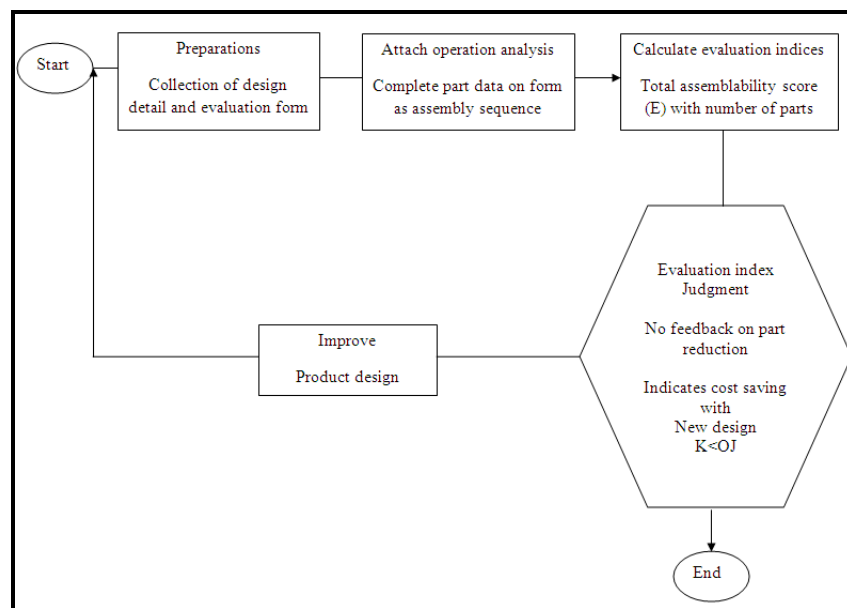 Start
Preparations
Collection of design
detail and evaluation form
Attach operation analysis
Complete part data on form
as assembly sequence
Calculate evaluation indices
Total assemblability score
(E) with number of parts
Evaluation index
Judgment
No feedback on part
reduction
Indicates cost saving
with
New design
K<OJ
Improve
Product design
End